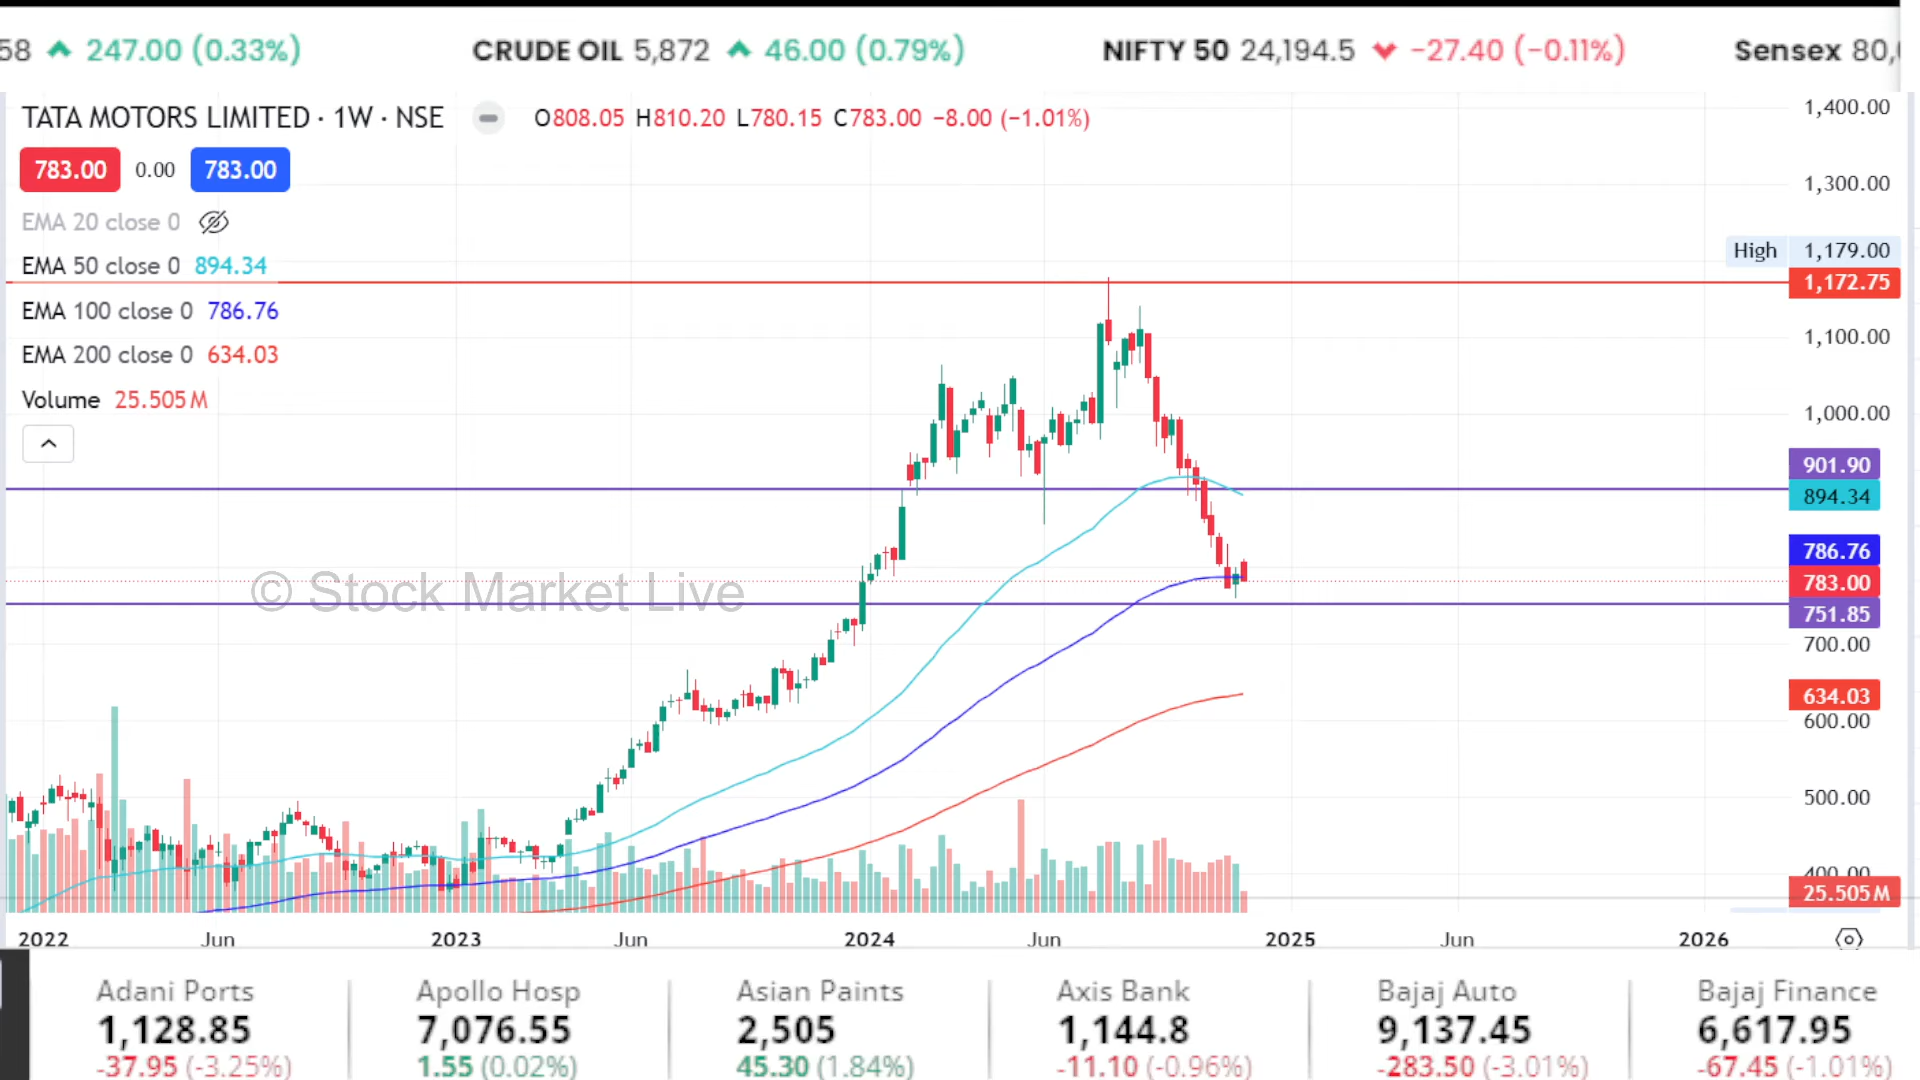 58 247.00 (0.33%) CRUDE OIL 5,872 46.00 (0.79%) NIFTY 50 24,194.5 −27.40 (−0.11%) Sensex
TATA MOTORS LIMITED · 1W · NSE O808.05 H810.20 L780.15 C783.00 −8.00 (−1.01%)
783.00 0.00 783.00
EMA 20 close 0
EMA 50 close 0 894.34
EMA 100 close 0 786.76
EMA 200 close 0 634.03
Volume 25.505 M
1,400.00
1,300.00
High 1,179.00
1,172.75
1,100.00
1,000.00
901.90
894.34
786.76
783.00
751.85
700.00
634.03
600.00
500.00
400.00
25.505 M
© Stock Market Live
2022 Jun 2023 Jun 2024 Jun 2025 Jun 2026
Adani Ports Apollo Hosp Asian Paints Axis Bank Bajaj Auto Bajaj Finance
1,128.85 7,076.55 2,505 1,144.8 9,137.45 6,617.95
-37.95 (-3.25%) 1.55 (0.02%) 45.30 (1.84%) -11.10 (-0.96%) -283.50 (-3.01%) -67.45 (-1.01%)